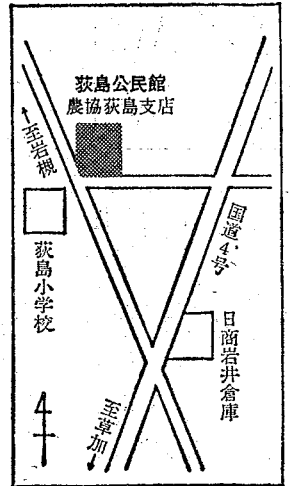 荻島公民館
農協荻島支店
↑至岩槻
荻島小学校
国道4号
日商岩井倉庫
至草加↓